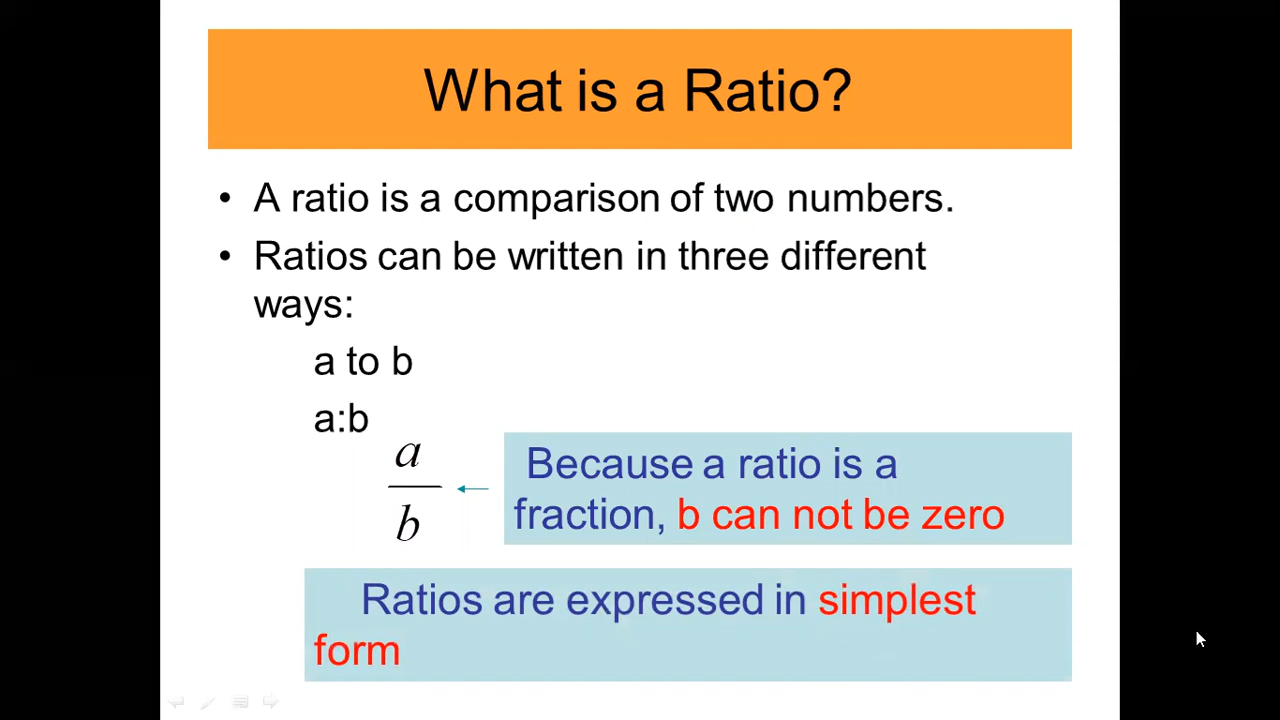 What is a Ratio?
• A ratio is a comparison of two numbers.
• Ratios can be written in three different
ways:
a to b
a:b
a
b
Because a ratio is a
fraction, b can not be zero
Ratios are expressed in simplest
form